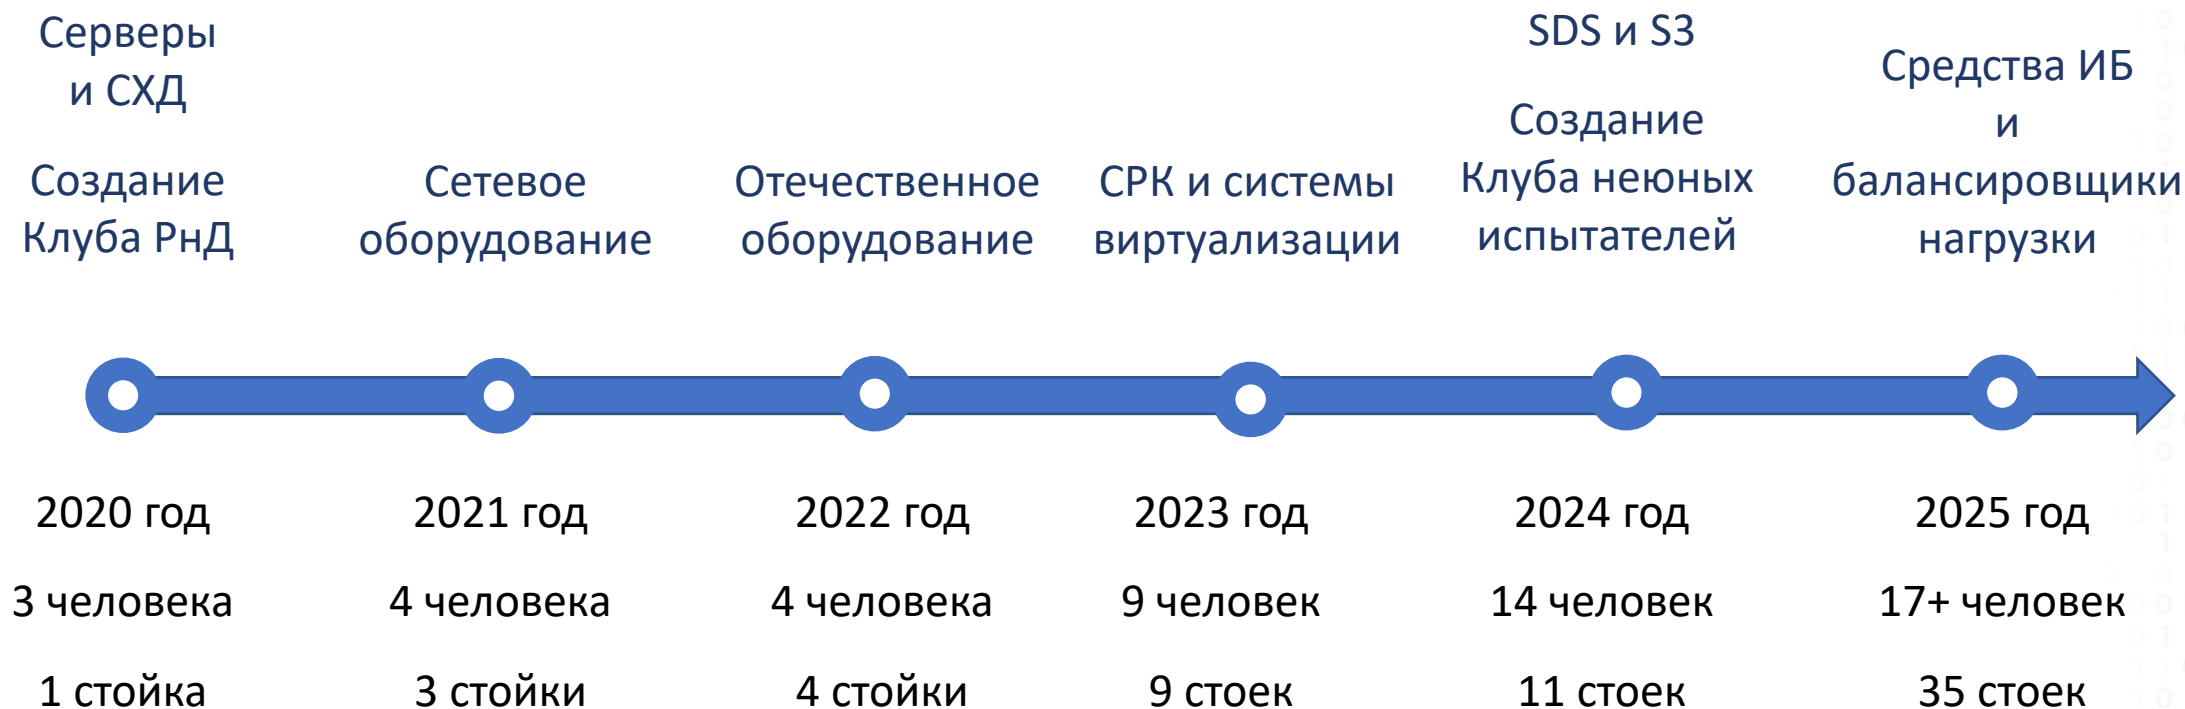 Серверы
и СХД
Создание
Клуба РнД
Сетевое
оборудование
Отечественное
оборудование
СРК и системы
виртуализации
SDS и S3
Создание
Клуба неюных
испытателей
Средства ИБ
и
балансировщики
нагрузки
2020 год
2021 год
2022 год
2023 год
2024 год
2025 год
3 человека
4 человека
4 человека
9 человек
14 человек
17+ человек
1 стойка
3 стойки
4 стойки
9 стоек
11 стоек
35 стоек